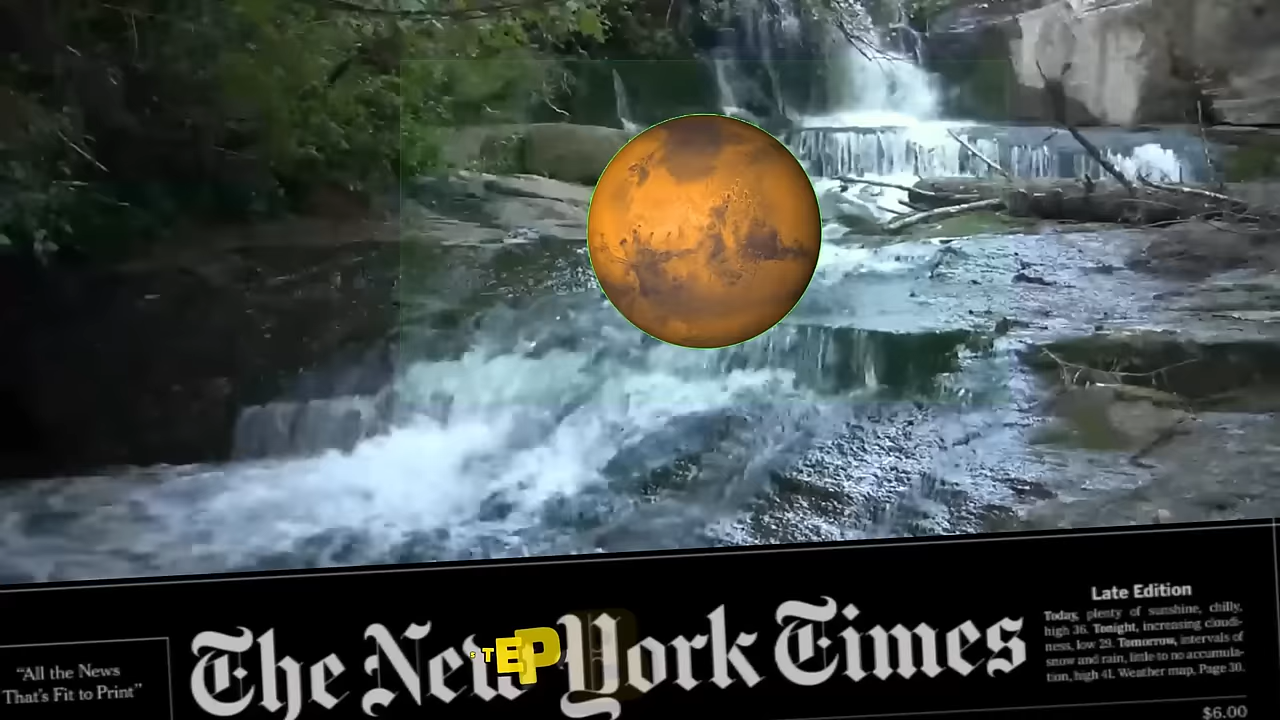 The New York Times
STEP
"All the News
That's Fit to Print"
Late Edition
Today, plenty of sunshine, chilly,
high 36. Tonight, increasing cloudi-
ness, low 29. Tomorrow, intervals of
snow and rain, little to no accumula-
tion, high 41. Weather map, Page 30.
$6.00